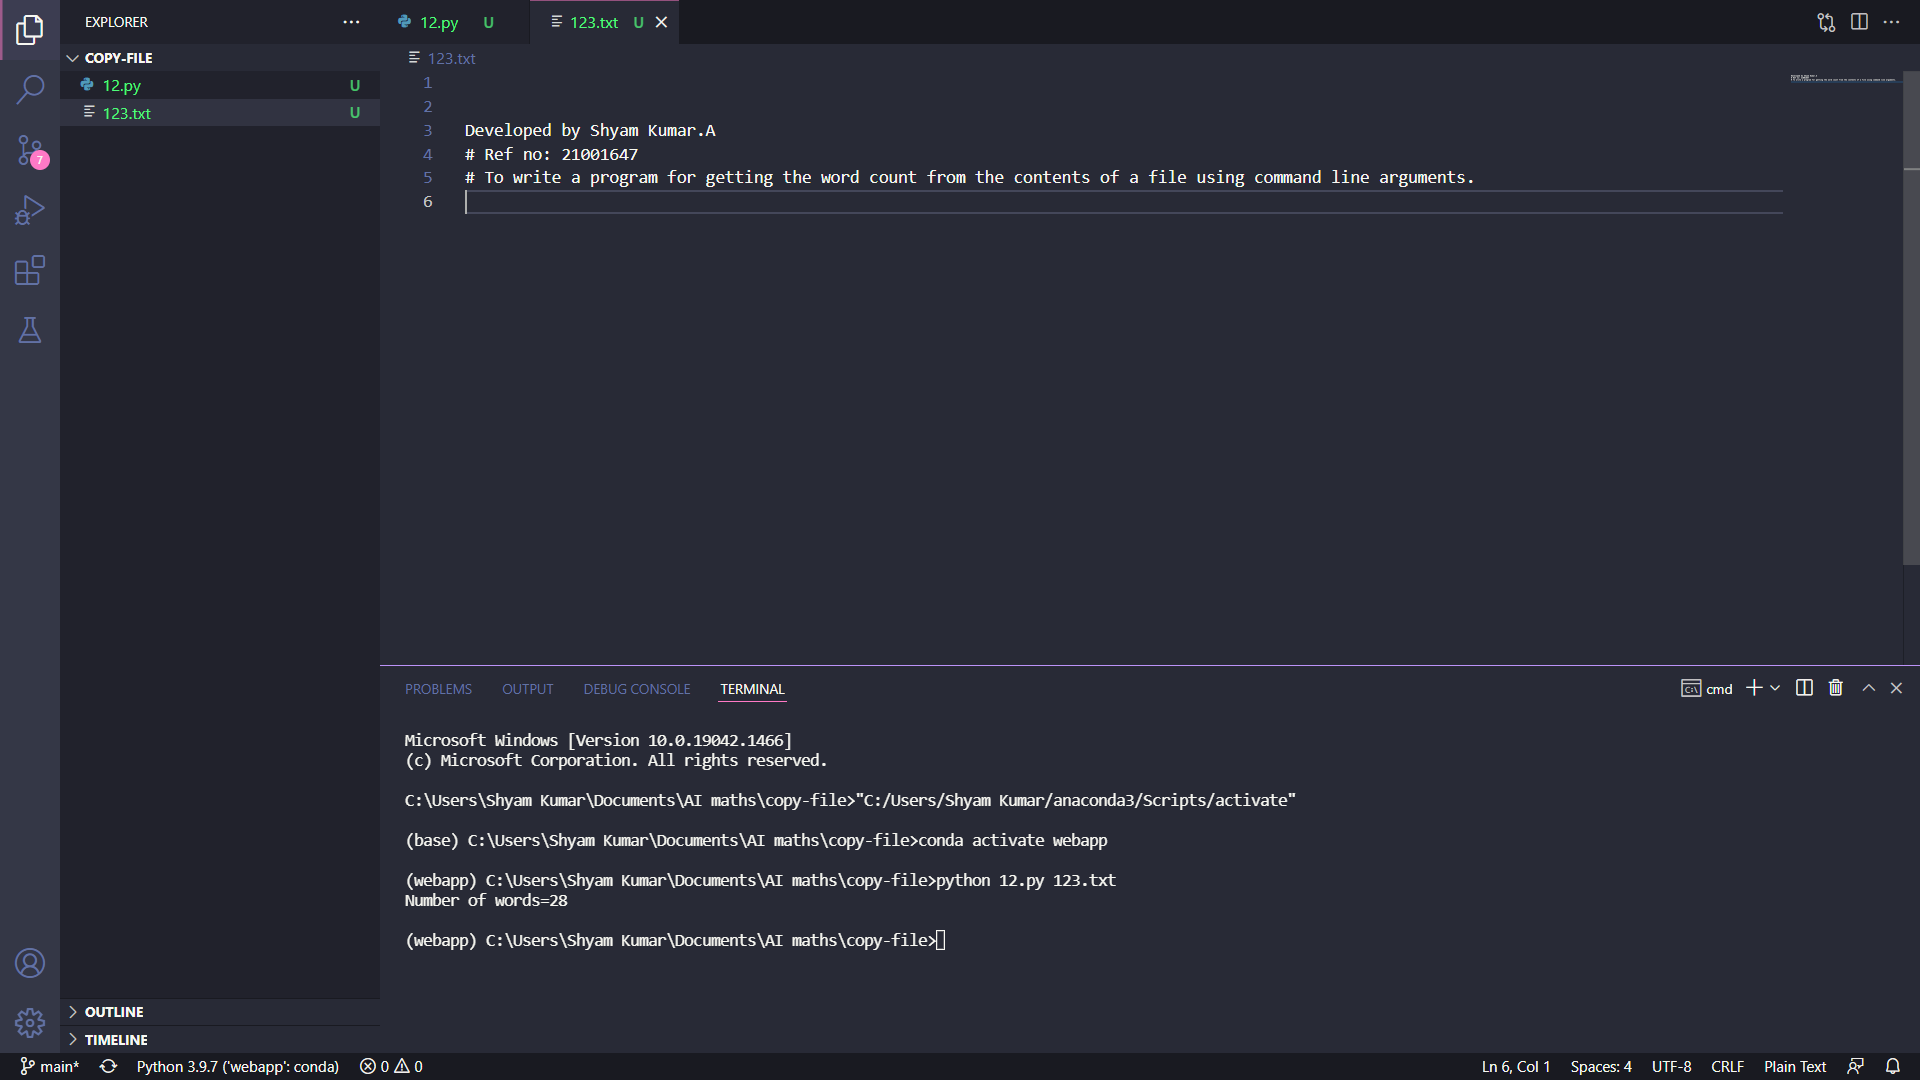 EXPLORER
COPY-FILE
12.py U
123.txt U
12.py U
123.txt U
123.txt
1
2
3 Developed by Shyam Kumar.A
4 # Ref no: 21001647
5 # To write a program for getting the word count from the contents of a file using command line arguments.
6
7
PROBLEMS OUTPUT DEBUG CONSOLE TERMINAL
cmd
Microsoft Windows [Version 10.0.19042.1466]
(c) Microsoft Corporation. All rights reserved.
C:\Users\Shyam Kumar\Documents\AI maths\copy-file>"C:/Users/Shyam Kumar/anaconda3/Scripts/activate"
(base) C:\Users\Shyam Kumar\Documents\AI maths\copy-file>conda activate webapp
(webapp) C:\Users\Shyam Kumar\Documents\AI maths\copy-file>python 12.py 123.txt
Number of words=28
(webapp) C:\Users\Shyam Kumar\Documents\AI maths\copy-file>
OUTLINE
TIMELINE
main* Python 3.9.7 ('webapp': conda) 0 0 Ln 6, Col 1 Spaces: 4 UTF-8 CRLF Plain Text